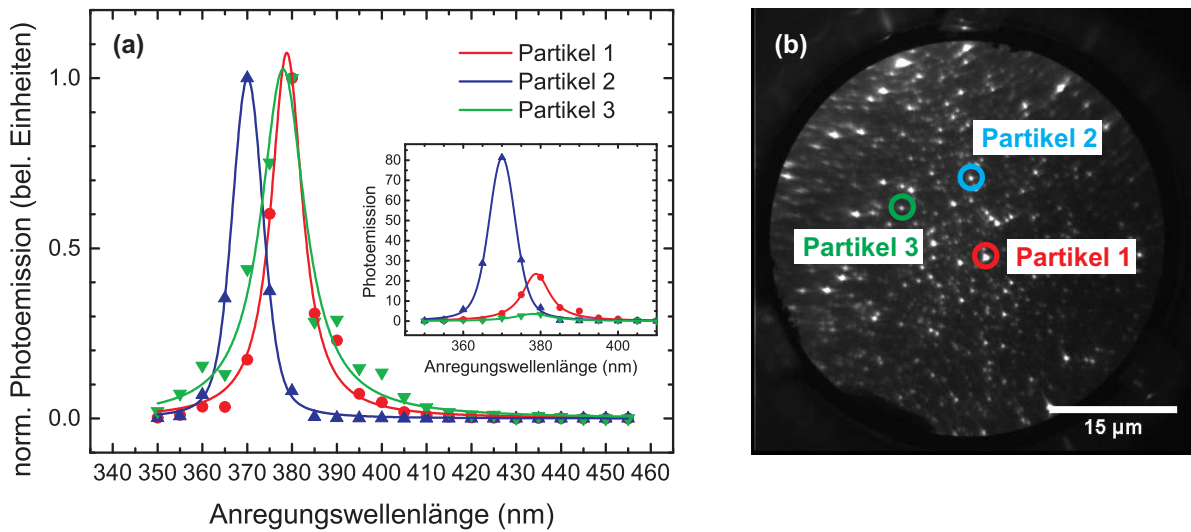 (a)
Partikel 1
Partikel 2
Partikel 3
norm. Photoemission (bel. Einheiten)
1.0
0.5
0.0
340 350 360 370 380 390 400 410 420 430 440 450 460
Anregungswellenlänge (nm)
Photoemission
80
70
60
50
40
30
20
10
0
360 380 400
Anregungswellenlänge (nm)
(b)
Partikel 2
Partikel 3
Partikel 1
15 µm